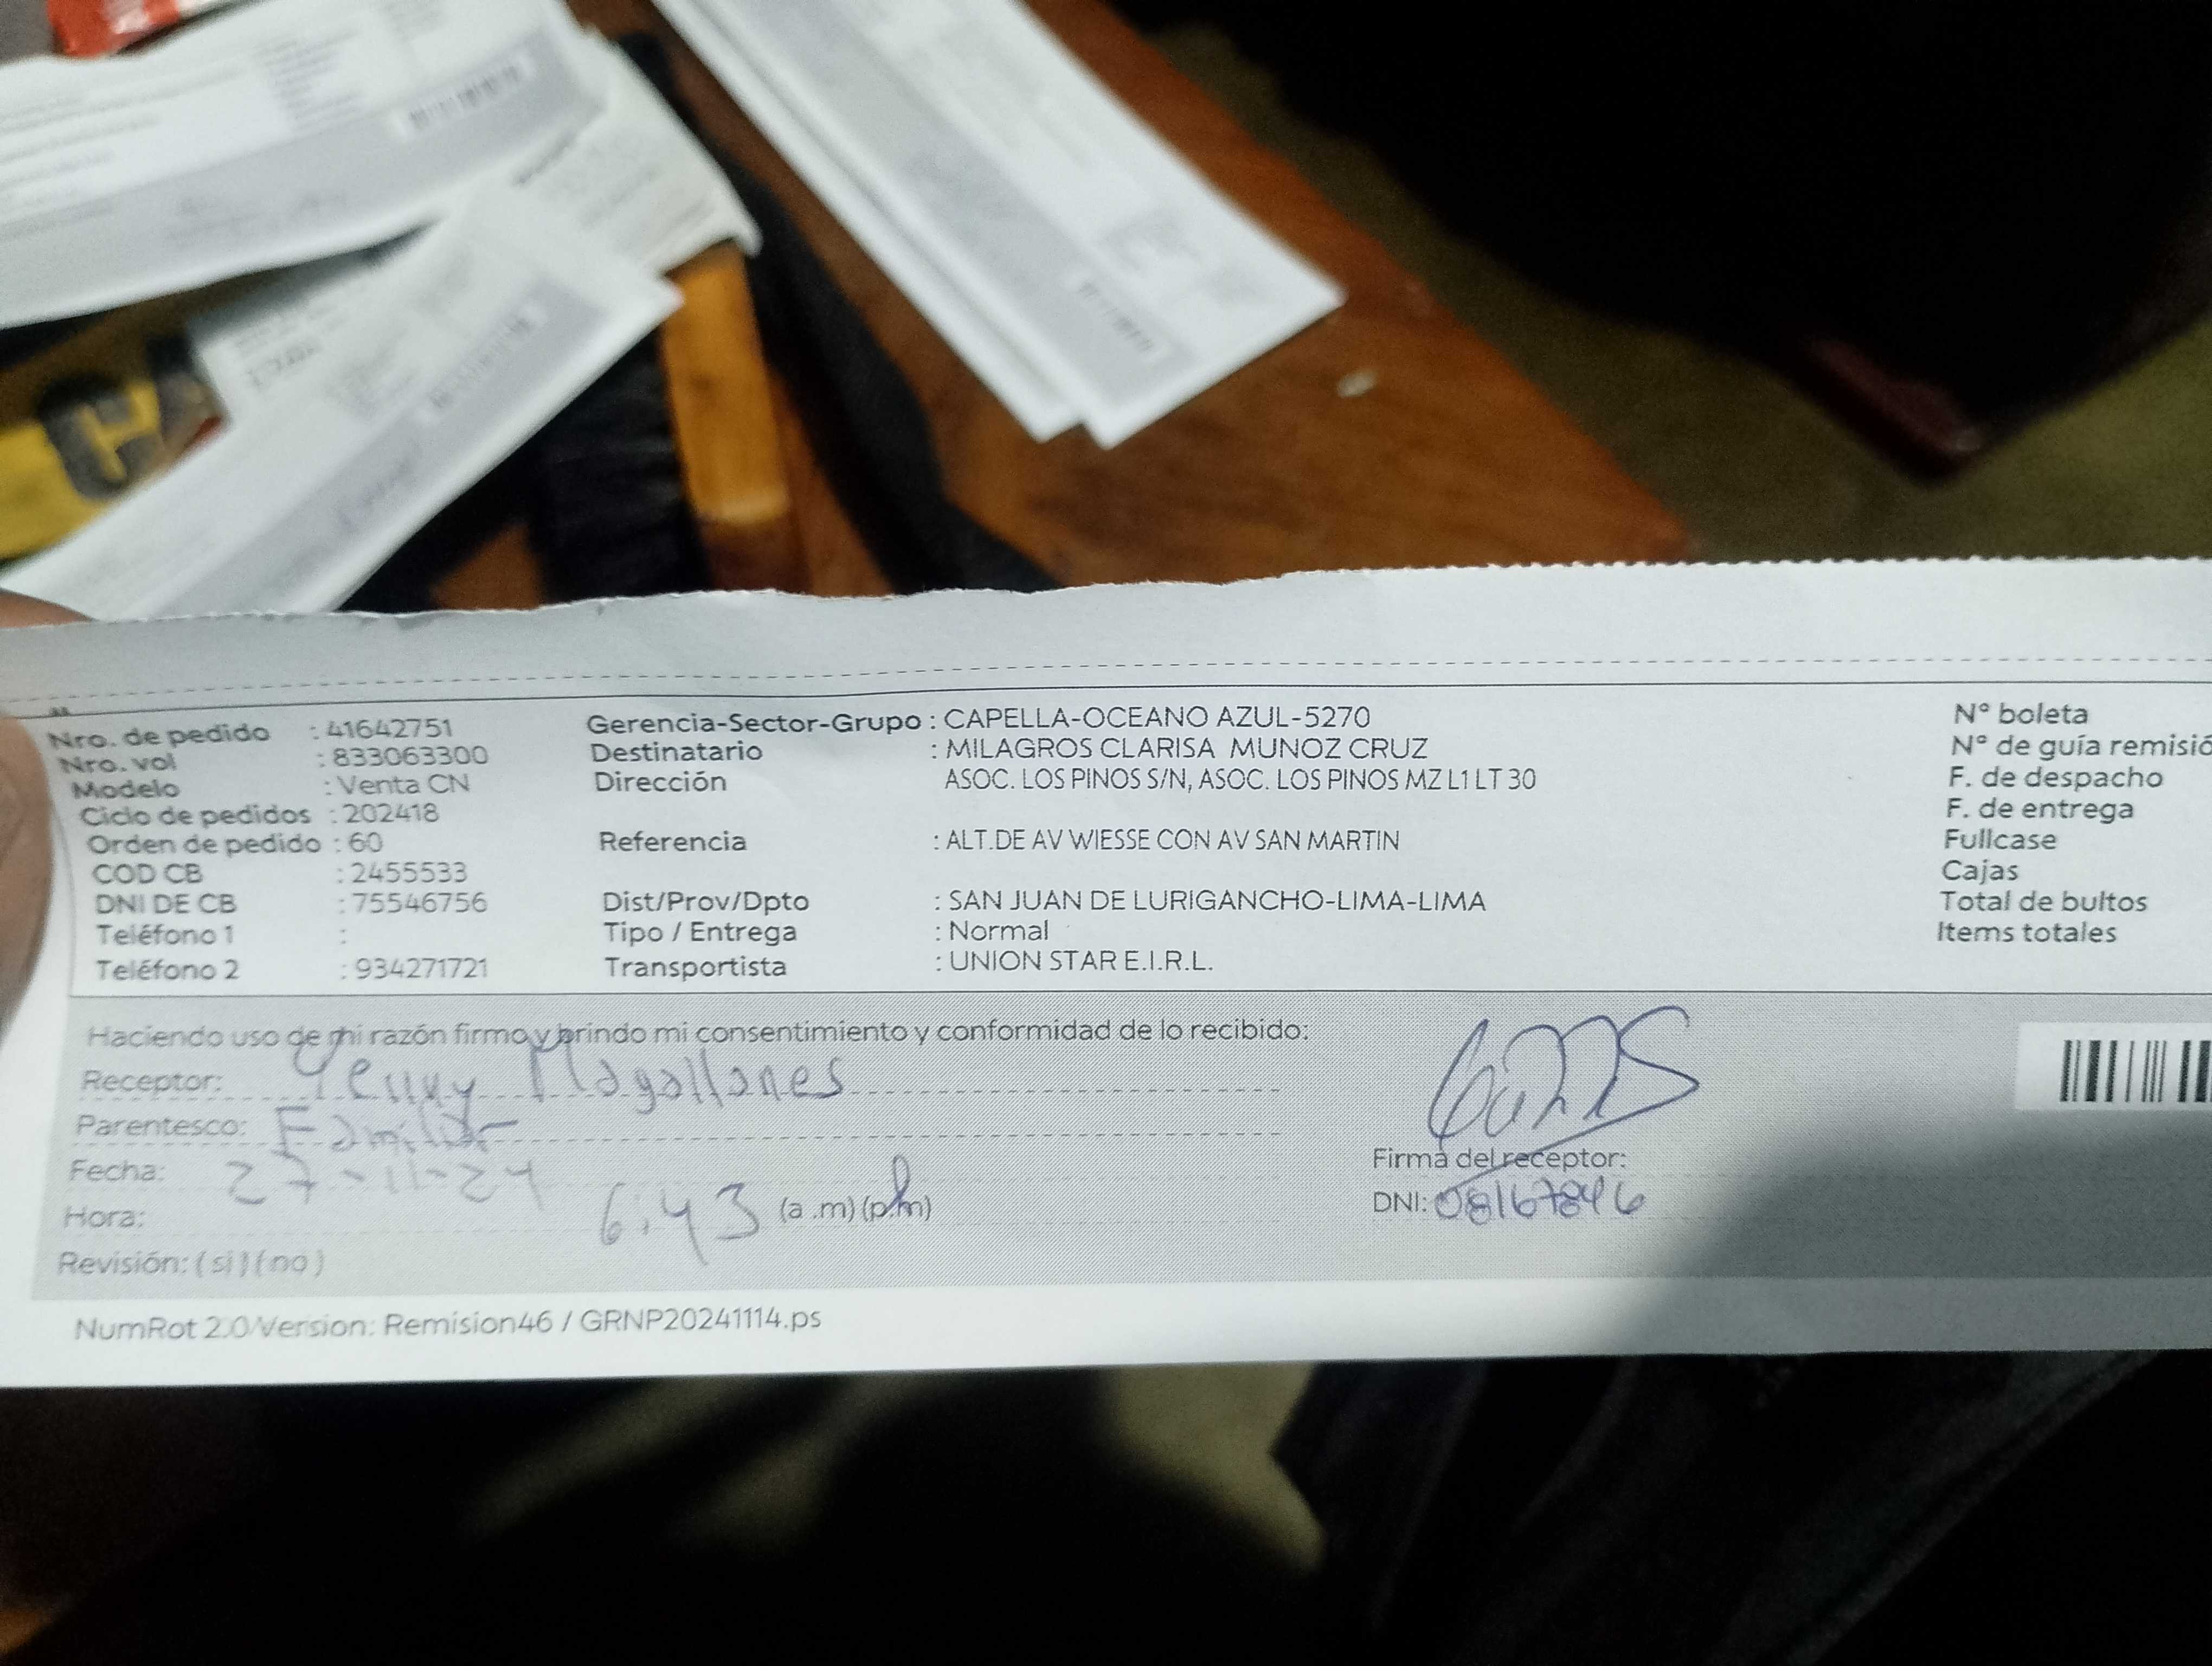 Nro. de pedido : 41642751
Nro. vol : 833063300
Modelo : Venta CN
Ciclo de pedidos : 202418
Orden de pedido : 60
COD CB : 2455533
DNI DE CB : 75546756
Teléfono 1 :
Teléfono 2 : 934271721
Gerencia-Sector-Grupo : CAPELLA-OCEANO AZUL-5270
Destinatario : MILAGROS CLARISA MUNOZ CRUZ
Dirección ASOC. LOS PINOS S/N, ASOC. LOS PINOS MZ L1 LT 30
Referencia : ALT.DE AV WIESSE CON AV SAN MARTIN
Dist/Prov/Dpto : SAN JUAN DE LURIGANCHO-LIMA-LIMA
Tipo / Entrega : Normal
Transportista : UNION STAR E.I.R.L.
N° boleta
N° de guía remisió
F. de despacho
F. de entrega
Fullcase
Cajas
Total de bultos
Items totales
Haciendo uso de mi razón firmo y brindo mi consentimiento y conformidad de lo recibido:
Receptor: Yenny Magallanes
Parentesco: Familiar
Fecha: 27-11-24
Hora: 6:43 (a.m) (p.m)
Revisión: (si) (no)
Firma del receptor:
DNI: 08167846
NumRot 2.0/Version: Remision46 / GRNP20241114.ps